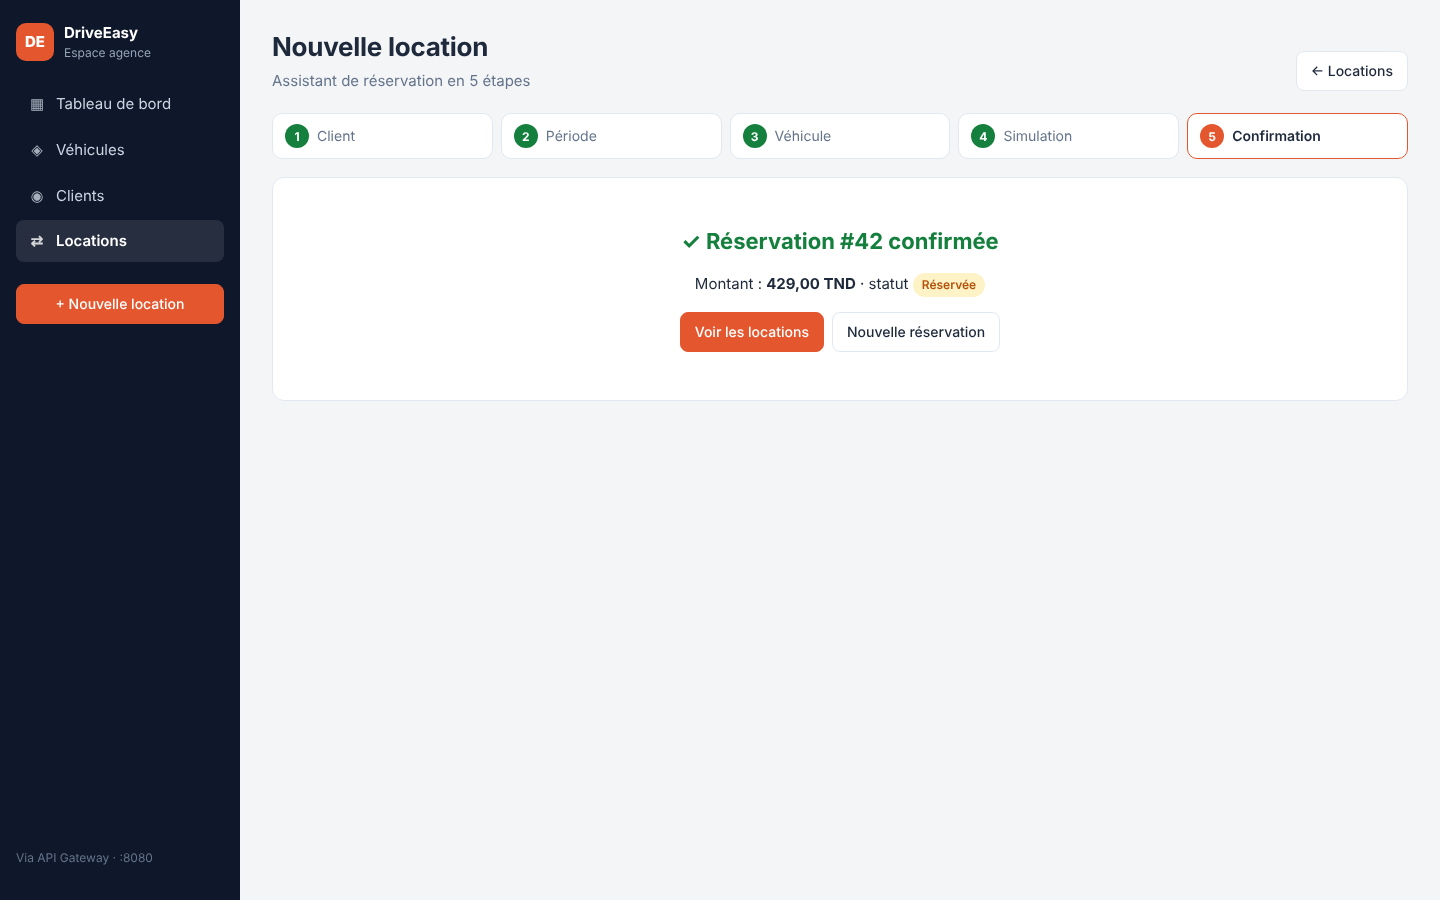 DE
DriveEasy
Espace agence
Tableau de bord
Véhicules
Clients
Locations
+ Nouvelle location
Via API Gateway · :8080
Nouvelle location
Assistant de réservation en 5 étapes
← Locations
1 Client
2 Période
3 Véhicule
4 Simulation
5 Confirmation
✓ Réservation #42 confirmée
Montant : 429,00 TND · statut Réservée
Voir les locations
Nouvelle réservation